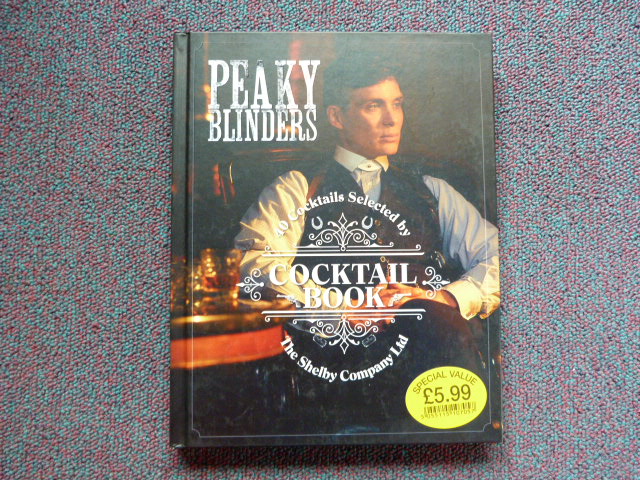 PEAKY
BLINDERS
40 Cocktails Selected by
COCKTAIL
BOOK
The Shelby Company Ltd
SPECIAL VALUE
£5.99